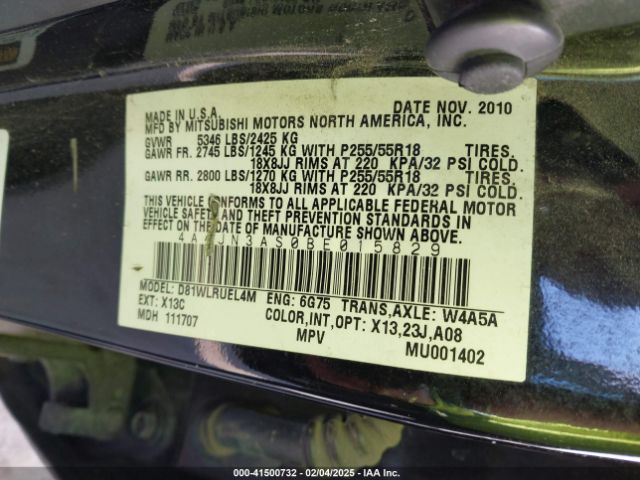 MADE IN U.S.A. DATE NOV. 2010
MFD BY MITSUBISHI MOTORS NORTH AMERICA, INC.
GVWR 5346 LBS/2425 KG
GAWR FR. 2745 LBS/1245 KG WITH P255/55R18 TIRES,
18X8JJ RIMS AT 220 KPA/32 PSI COLD.
GAWR RR. 2800 LBS/1270 KG WITH P255/55R18 TIRES,
18X8JJ RIMS AT 220 KPA/32 PSI COLD.
THIS VEHICLE CONFORMS TO ALL APPLICABLE FEDERAL MOTOR
VEHICLE SAFETY AND THEFT PREVENTION STANDARDS IN
EFFECT ON THE DATE OF MANUFACTURE SHOWN ABOVE.
MODEL: D81WLRUEL4M ENG: 6G75 TRANS,AXLE: W4A5A
EXT: X13C COLOR,INT,OPT: X13,23J,A08
MDH 111707 MPV MU001402
000-41500732 - 02/04/2025 - IAA Inc.